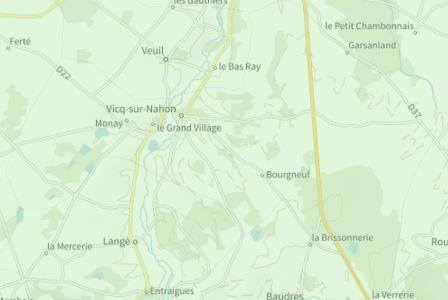 les Gauthiers
le Petit Chambonnais
Ferté
Veuil
Garsanland
le Bas Ray
D22
Vicq-sur-Nahon
D37
Monay
le Grand Village
Bourgneuf
la Brissonnerie
Langé
la Mercerie
Entraigues
Baudres
la Verrerie